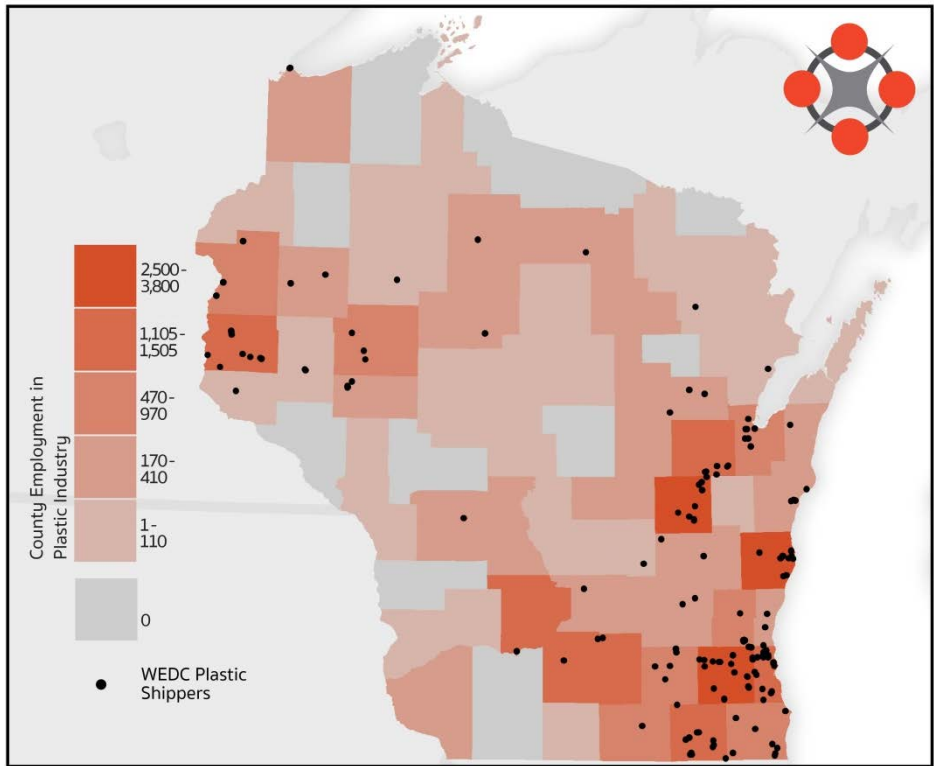 County Employment in
Plastic Industry
2,500 -
3,800
1,105 -
1,505
470 -
970
170 -
410
1 -
110
0
WEDC Plastic
Shippers